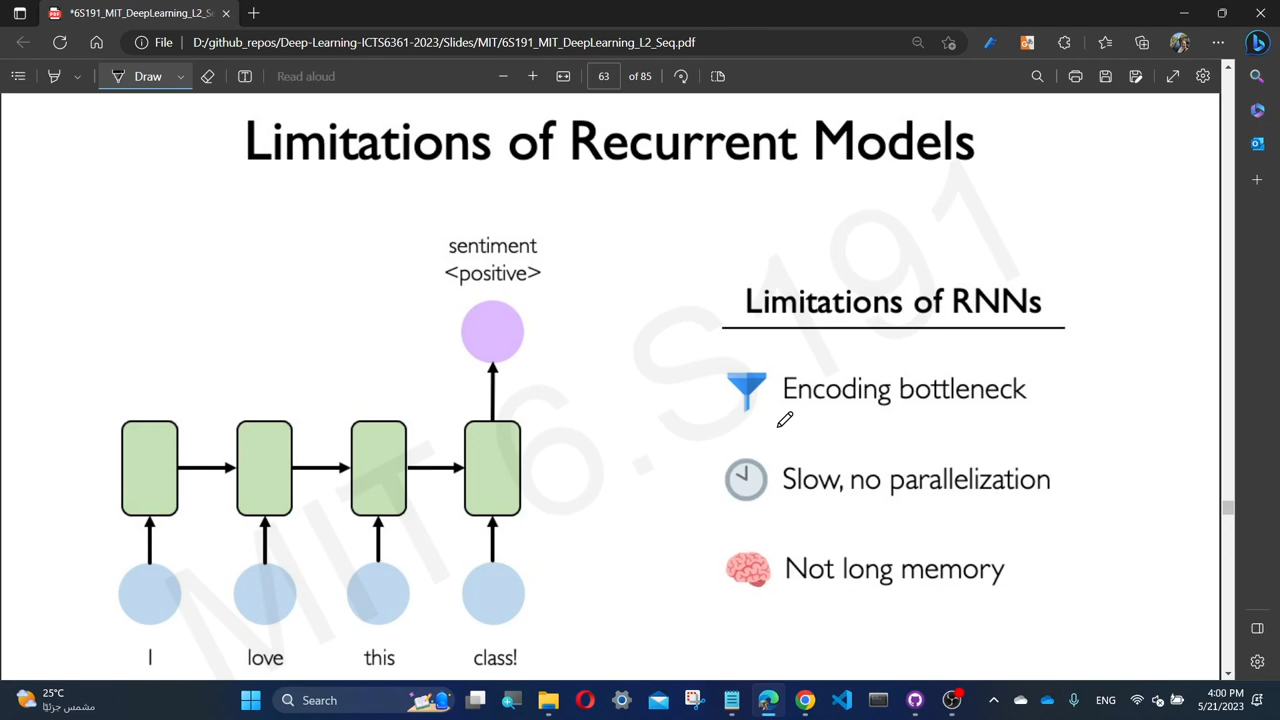 *6S191_MIT_DeepLearning_L2_Se
File
D:/github_repos/Deep-Learning-ICTS6361-2023/Slides/MIT/6S191_MIT_DeepLearning_L2_Seq.pdf
Draw
Read aloud
63
of 85
Limitations of Recurrent Models
sentiment
<positive>
Limitations of RNNs
Encoding bottleneck
Slow, no parallelization
Not long memory
I
love
this
class!
MIT 6.S191
25°C
مشمس جزئيًا
Search
ENG
4:00 PM
5/21/2023